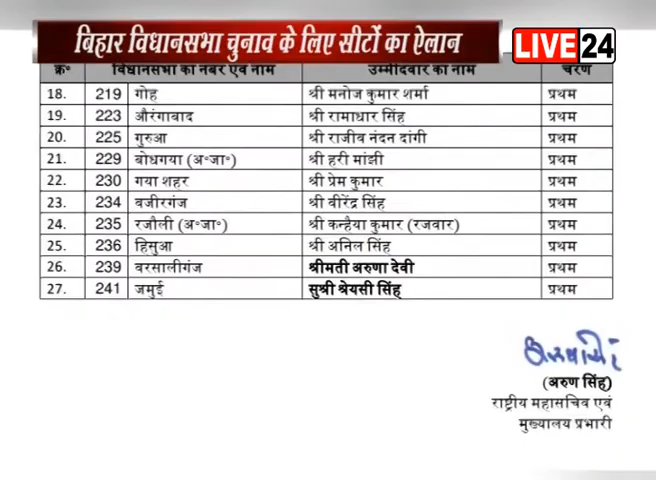 बिहार विधानसभा चुनाव के लिए सीटों का ऐलान
LIVE 24
क्र॰ विधानसभा का नंबर एवं नाम उम्मीदवार का नाम चरण
18. 219 गोह श्री मनोज कुमार शर्मा प्रथम
19. 223 औरंगाबाद श्री रामाधार सिंह प्रथम
20. 225 गुरुआ श्री राजीव नंदन दांगी प्रथम
21. 229 बोधगया (अ॰जा॰) श्री हरी मांझी प्रथम
22. 230 गया शहर श्री प्रेम कुमार प्रथम
23. 234 वजीरगंज श्री वीरेंद्र सिंह प्रथम
24. 235 रजौली (अ॰जा॰) श्री कन्हैया कुमार (रजवार) प्रथम
25. 236 हिसुआ श्री अनिल सिंह प्रथम
26. 239 वरसालीगंज श्रीमती अरुणा देवी प्रथम
27. 241 जमुई सुश्री श्रेयसी सिंह प्रथम
(अरुण सिंह)
राष्ट्रीय महासचिव एवं
मुख्यालय प्रभारी